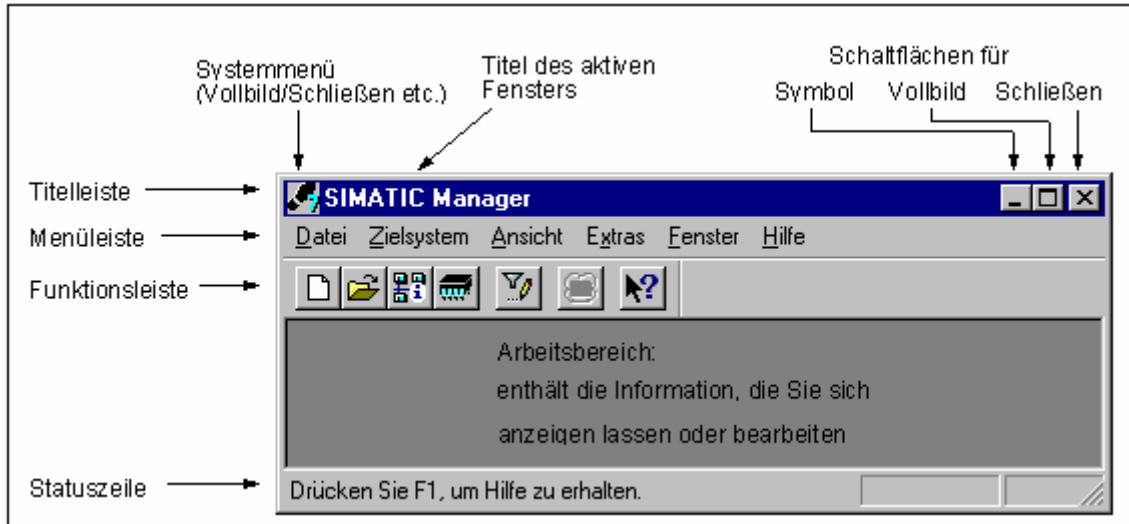 Systemmenü
(Vollbild/Schließen etc.)
Titel des aktiven
Fensters
Schaltflächen für
Symbol Vollbild Schließen
Titelleiste
SIMATIC Manager
Menüleiste
Datei Zielsystem Ansicht Extras Fenster Hilfe
Funktionsleiste
Arbeitsbereich:
enthält die Information, die Sie sich
anzeigen lassen oder bearbeiten
Statuszeile
Drücken Sie F1, um Hilfe zu erhalten.